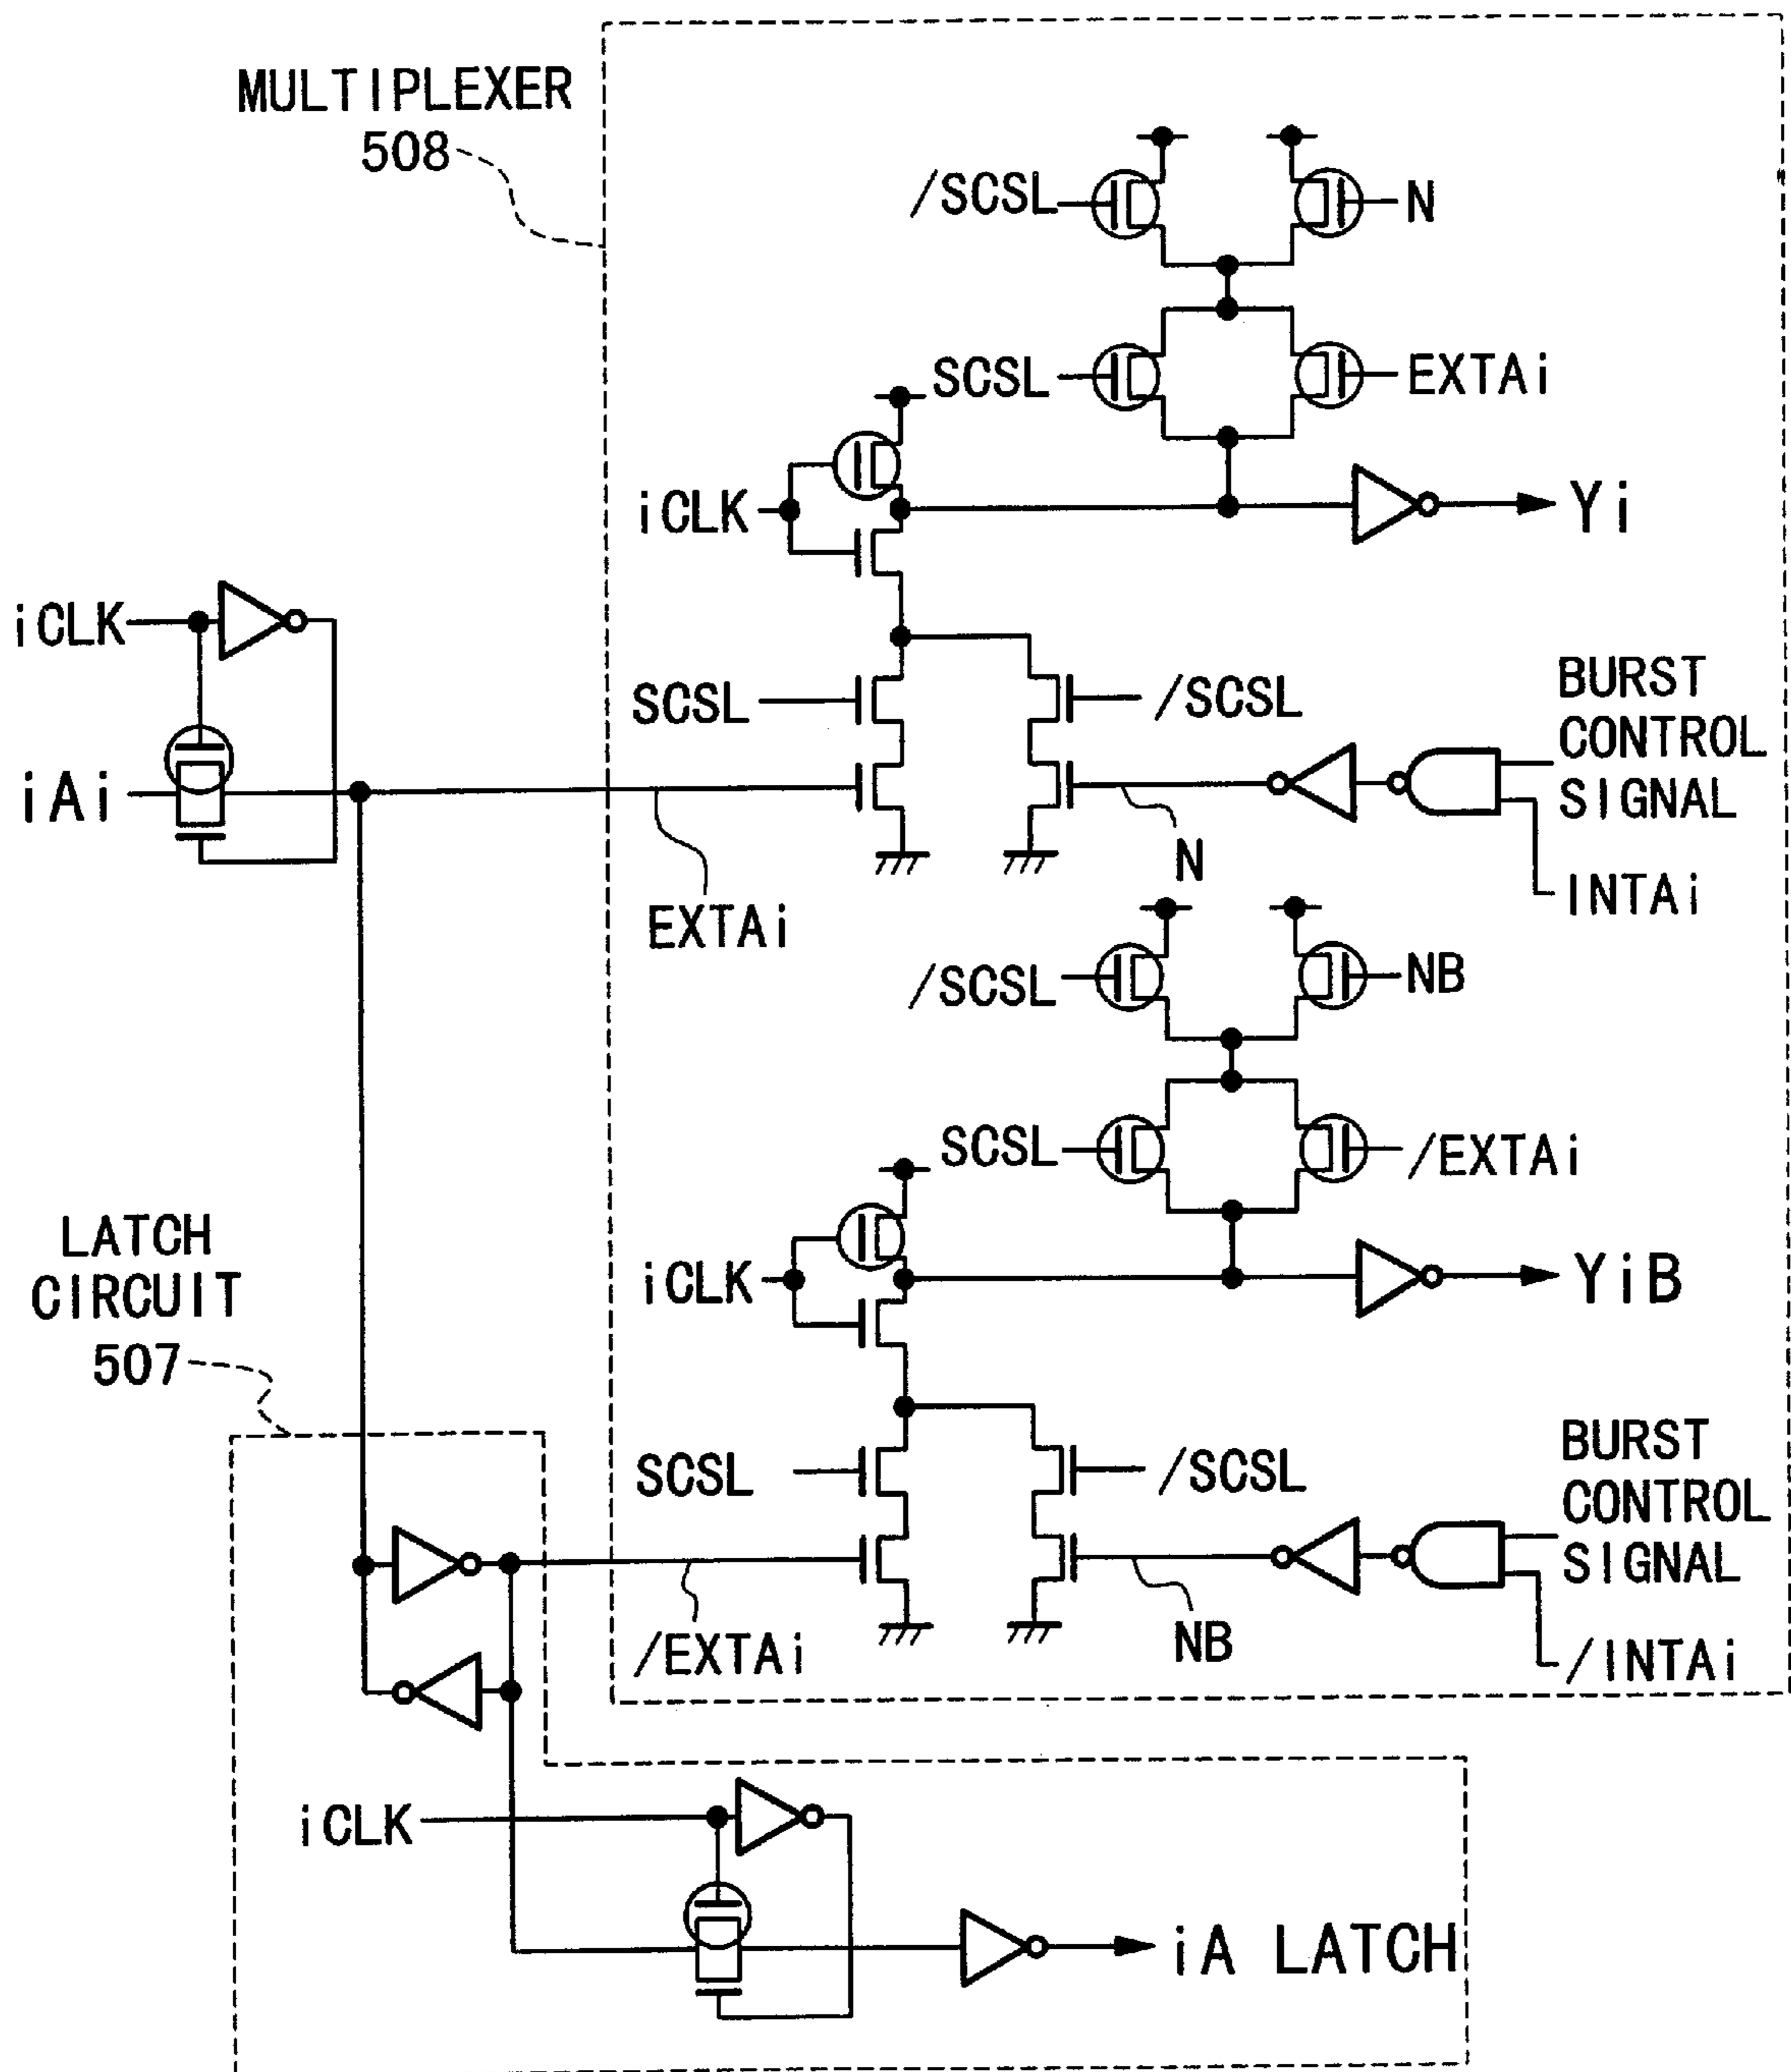 MULTIPLEXER
508
/SCSL
N
SCSL
EXTAi
iCLK
Yi
iCLK
SCSL
/SCSL
BURST
CONTROL
SIGNAL
iAi
N
INTAi
EXTAi
/SCSL
NB
SCSL
/EXTAi
LATCH
CIRCUIT
507
iCLK
YiB
SCSL
/SCSL
BURST
CONTROL
SIGNAL
/EXTAi
NB
/INTAi
iCLK
iA LATCH